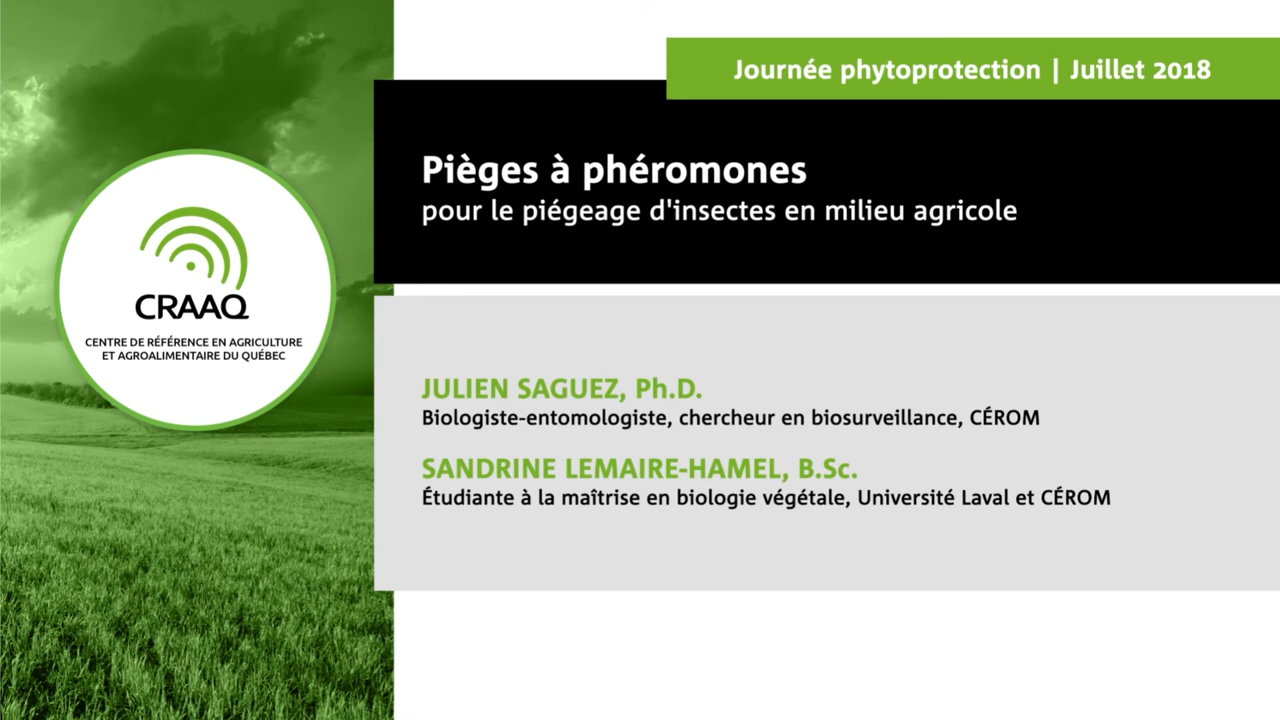 Journée phytoprotection | Juillet 2018
Pièges à phéromones
pour le piégeage d'insectes en milieu agricole
CRAAQ
CENTRE DE RÉFÉRENCE EN AGRICULTURE
ET AGROALIMENTAIRE DU QUÉBEC
JULIEN SAGUEZ, Ph.D.
Biologiste-entomologiste, chercheur en biosurveillance, CÉROM
SANDRINE LEMAIRE-HAMEL, B.Sc.
Étudiante à la maîtrise en biologie végétale, Université Laval et CÉROM